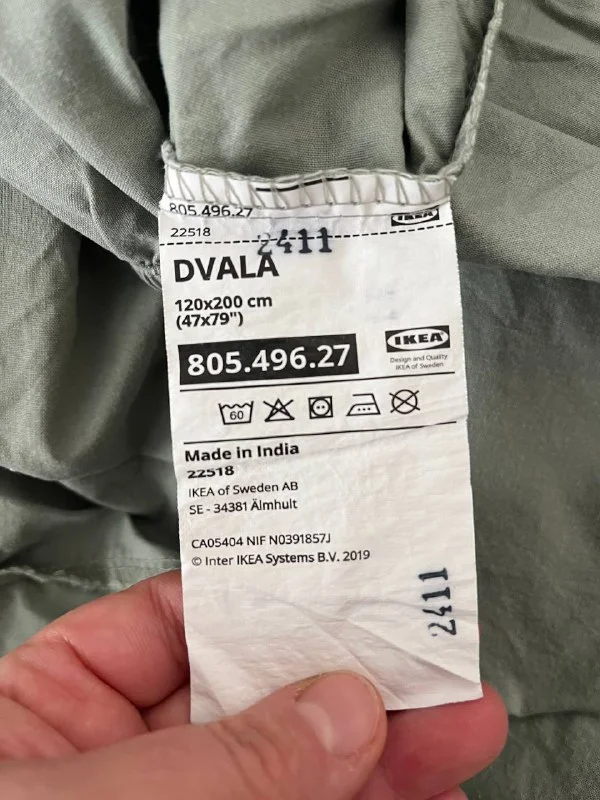 805.496.27
IKEA
22518
2411
DVALA
120x200 cm
(47x79")
805.496.27
IKEA
Design and Quality
IKEA of Sweden
60
Made in India
22518
IKEA of Sweden AB
SE - 34381 Älmhult
CA05404 NIF N0391857J
© Inter IKEA Systems B.V. 2019
2411